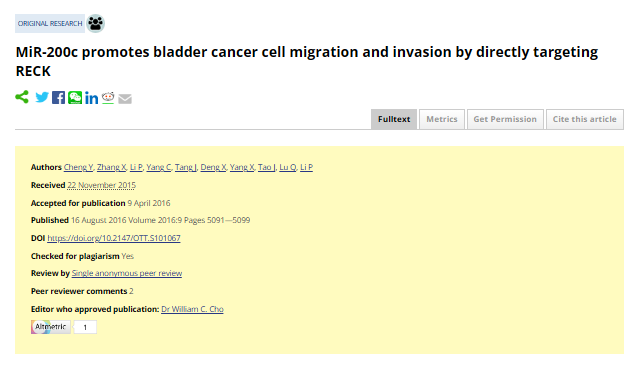 ORIGINAL RESEARCH
MiR-200c promotes bladder cancer cell migration and invasion by directly targeting
RECK
Fulltext Metrics Get Permission Cite this article
Authors Cheng Y, Zhang X, Li P, Yang C, Tang J, Deng X, Yang X, Tao J, Lu Q, Li P
Received 22 November 2015
Accepted for publication 9 April 2016
Published 16 August 2016 Volume 2016:9 Pages 5091—5099
DOI https://doi.org/10.2147/OTT.S101067
Checked for plagiarism Yes
Review by Single anonymous peer review
Peer reviewer comments 2
Editor who approved publication: Dr William C. Cho
Altmetric 1